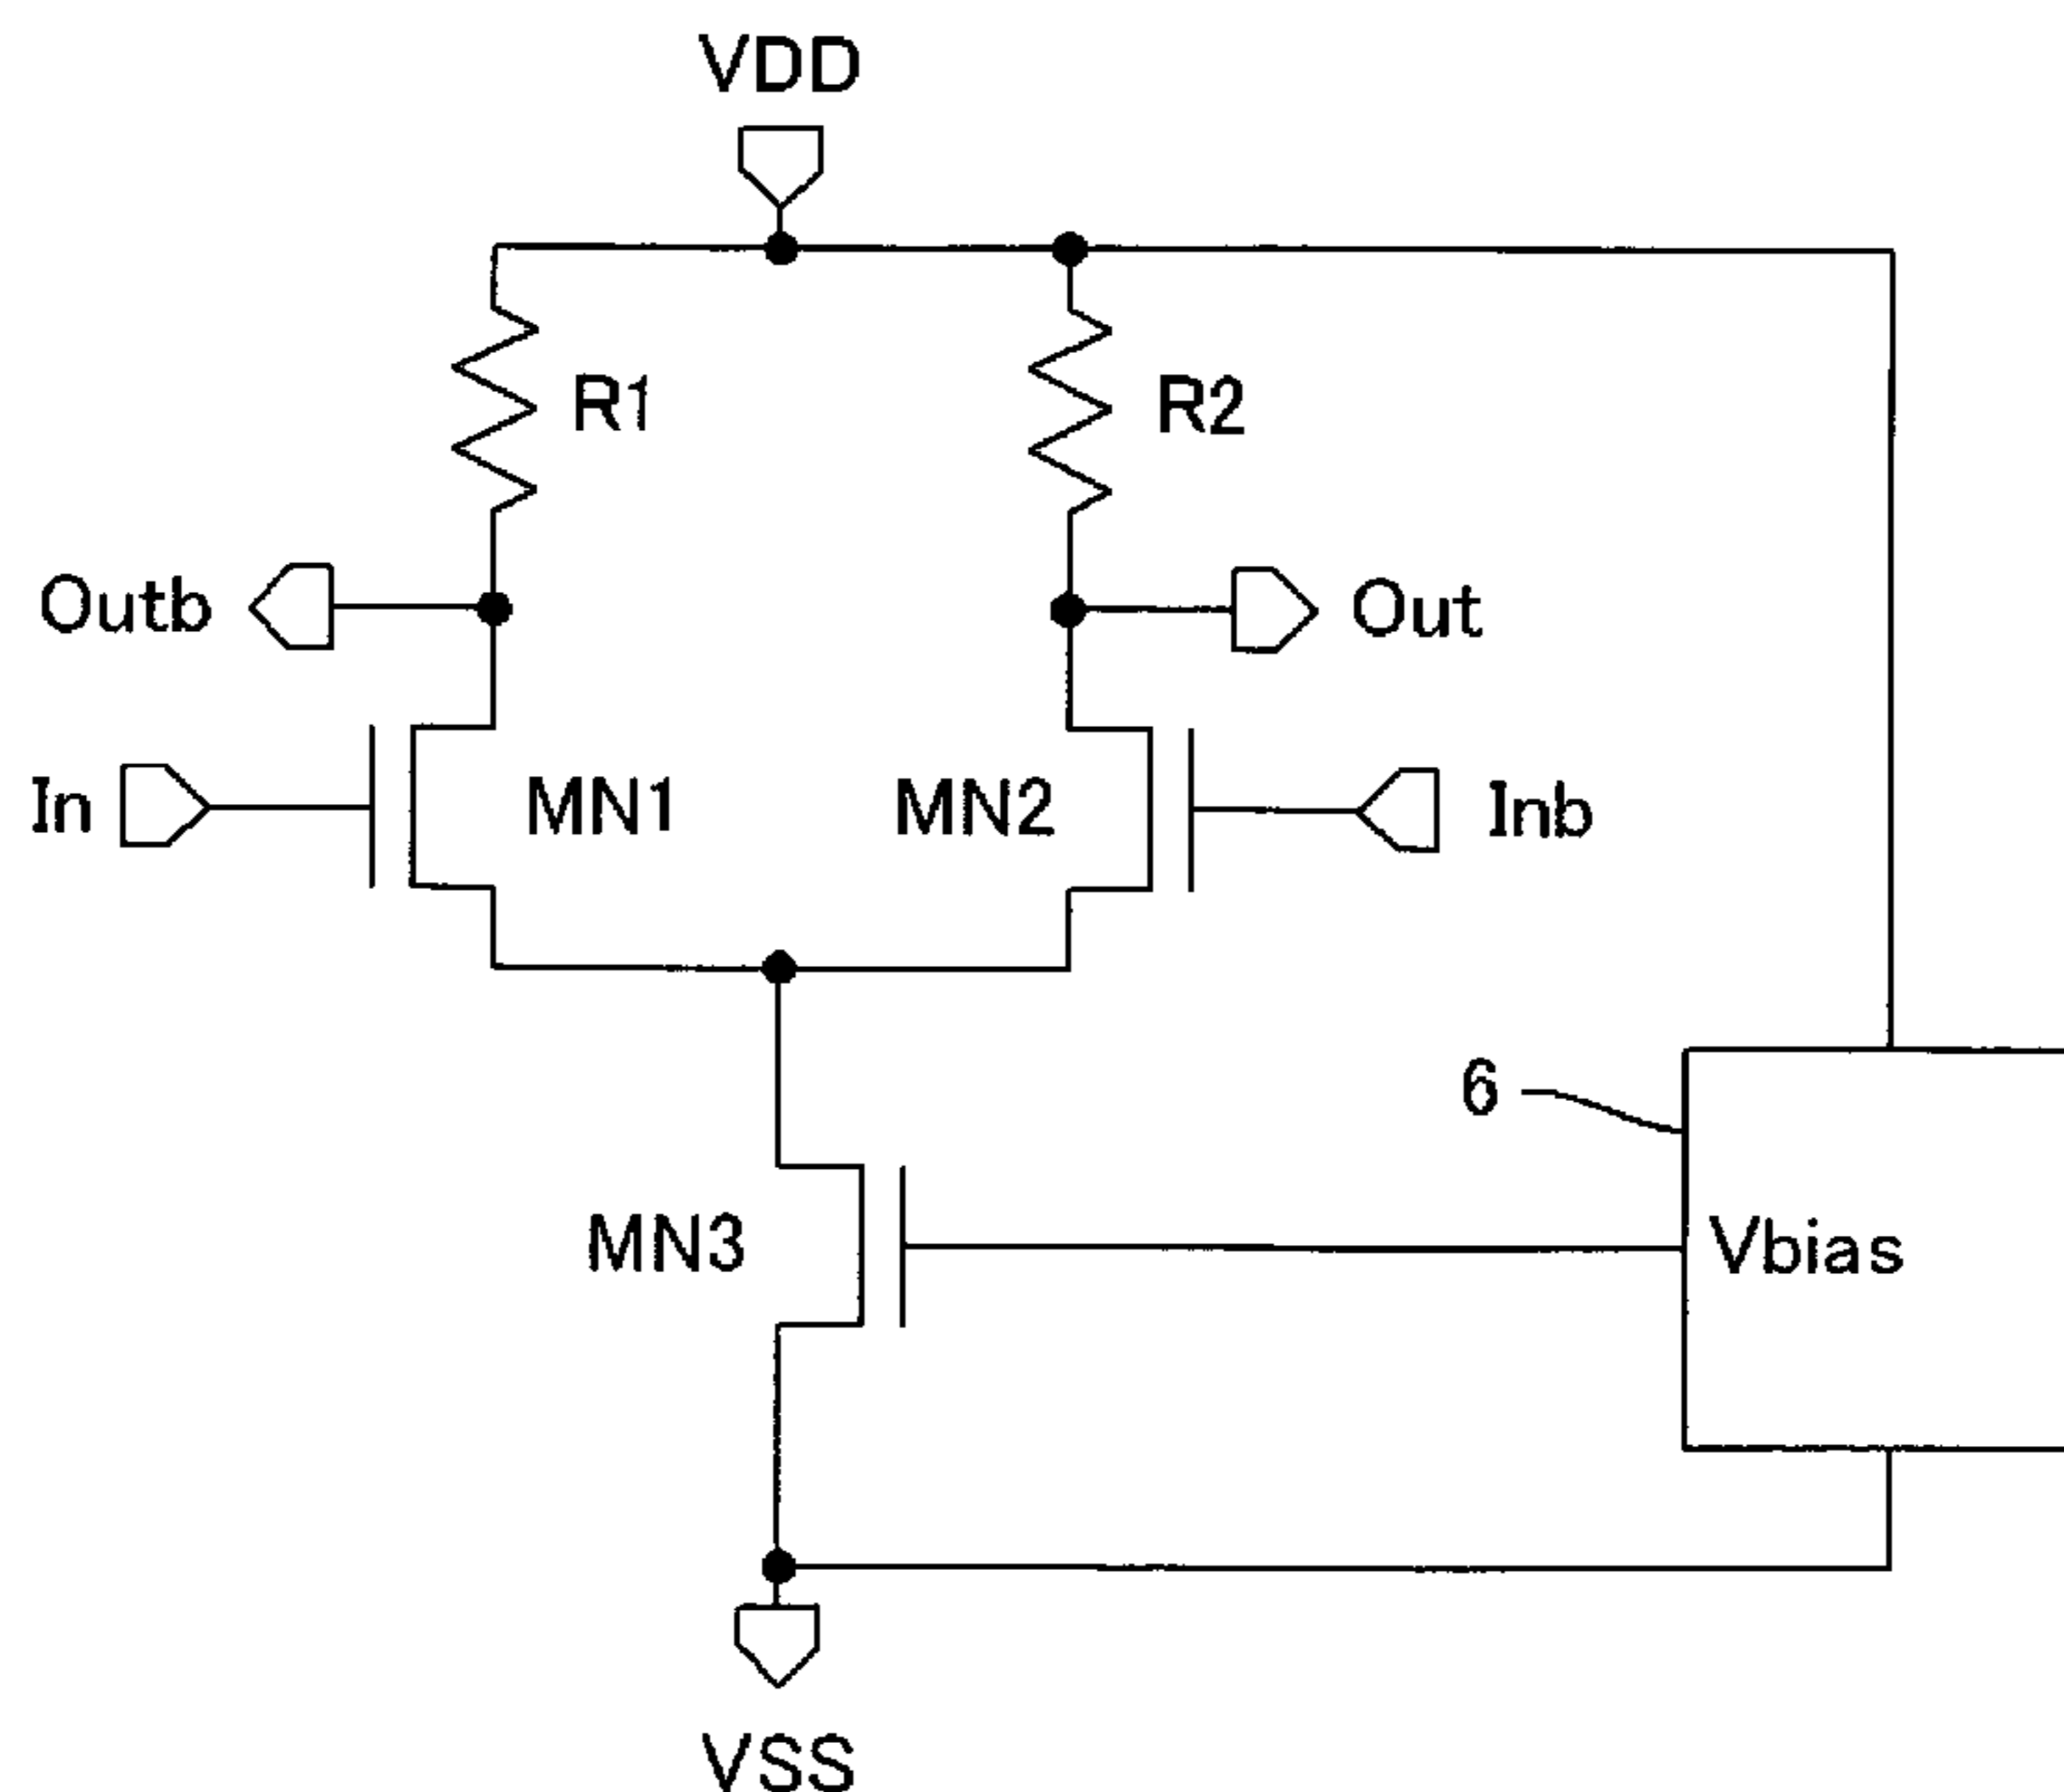 VDD
R1
R2
Outb
Out
In
MN1
MN2
Inb
6
MN3
Vbias
VSS